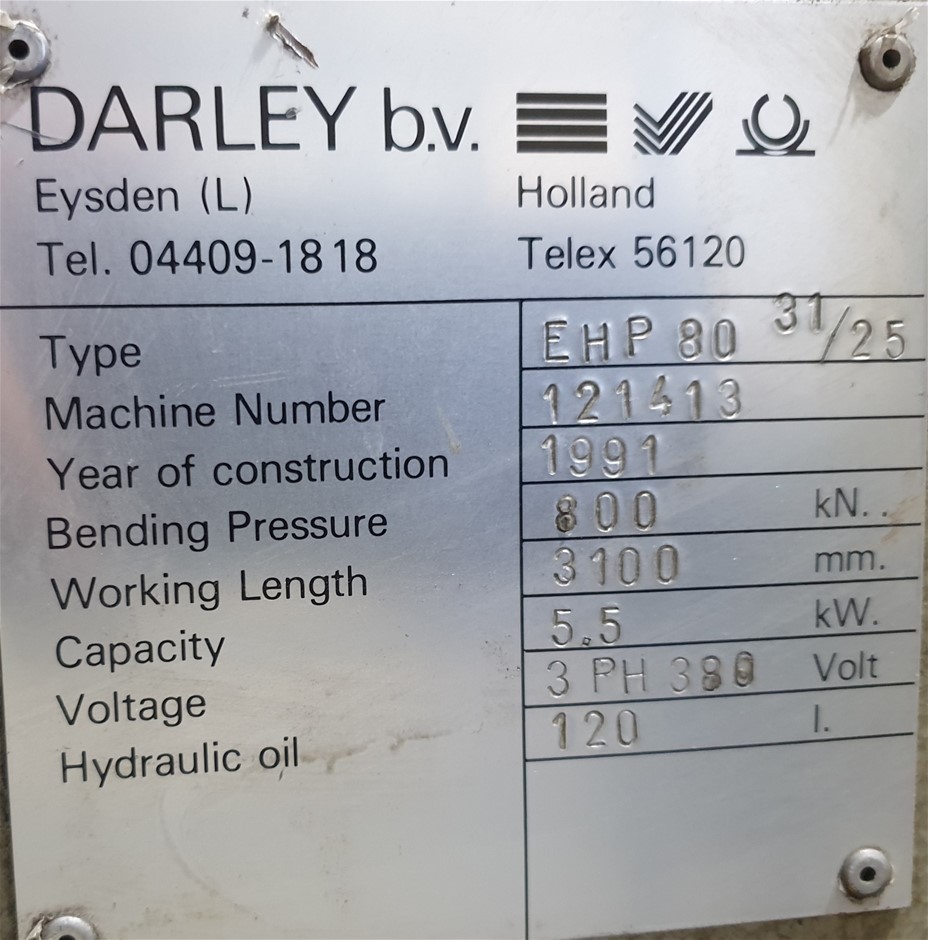 DARLEY b.v.
Eysden (L) Holland
Tel. 04409-1818 Telex 56120
Type EHP 80 31/25
Machine Number 121413
Year of construction 1991
Bending Pressure 800 kN..
Working Length 3100 mm.
Capacity 5.5 kW.
Voltage 3 PH 380 Volt
Hydraulic oil 120 l.